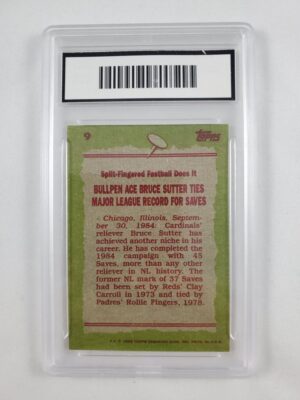 9
Topps
Split-Fingered Fastball Does It
BULLPEN ACE BRUCE SUTTER TIES
MAJOR LEAGUE RECORD FOR SAVES
Chicago, Illinois, Septem-
ber 30, 1984: Cardinals'
reliever Bruce Sutter has
achieved another niche in his
career. He has completed the
1984 campaign with 45
Saves, more than any other
reliever in NL history. The
former NL mark of 37 Saves
had been set by Reds' Clay
Carroll in 1972 and tied by
Padres' Rollie Fingers, 1978.